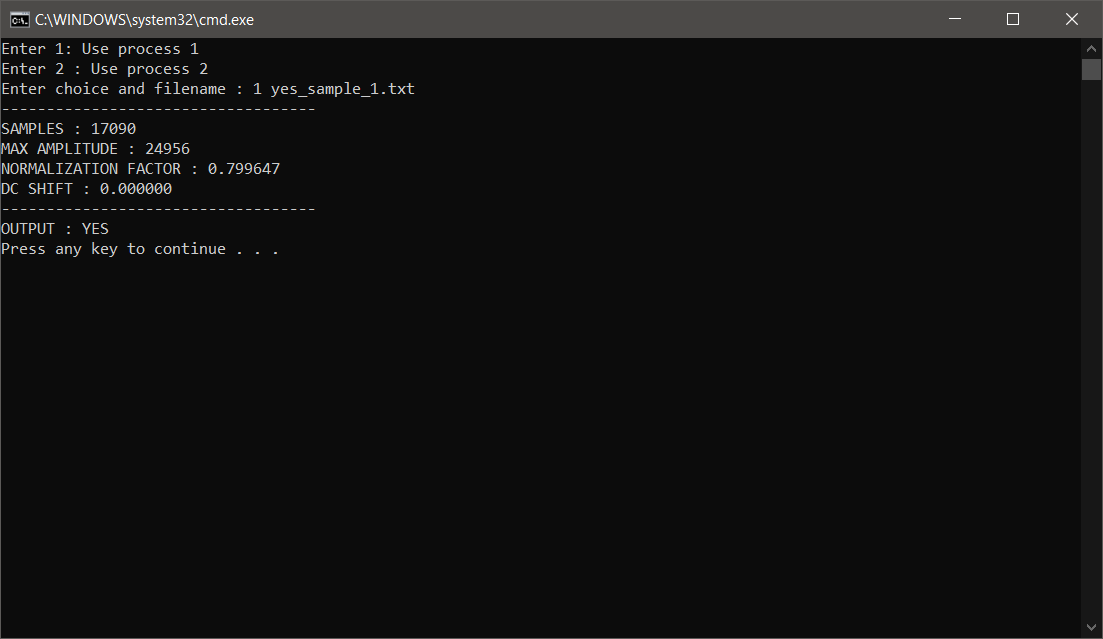 C:\WINDOWS\system32\cmd.exe
Enter 1: Use process 1
Enter 2 : Use process 2
Enter choice and filename : 1 yes_sample_1.txt
-----------------------------------
SAMPLES : 17090
MAX AMPLITUDE : 24956
NORMALIZATION FACTOR : 0.799647
DC SHIFT : 0.000000
-----------------------------------
OUTPUT : YES
Press any key to continue . . .